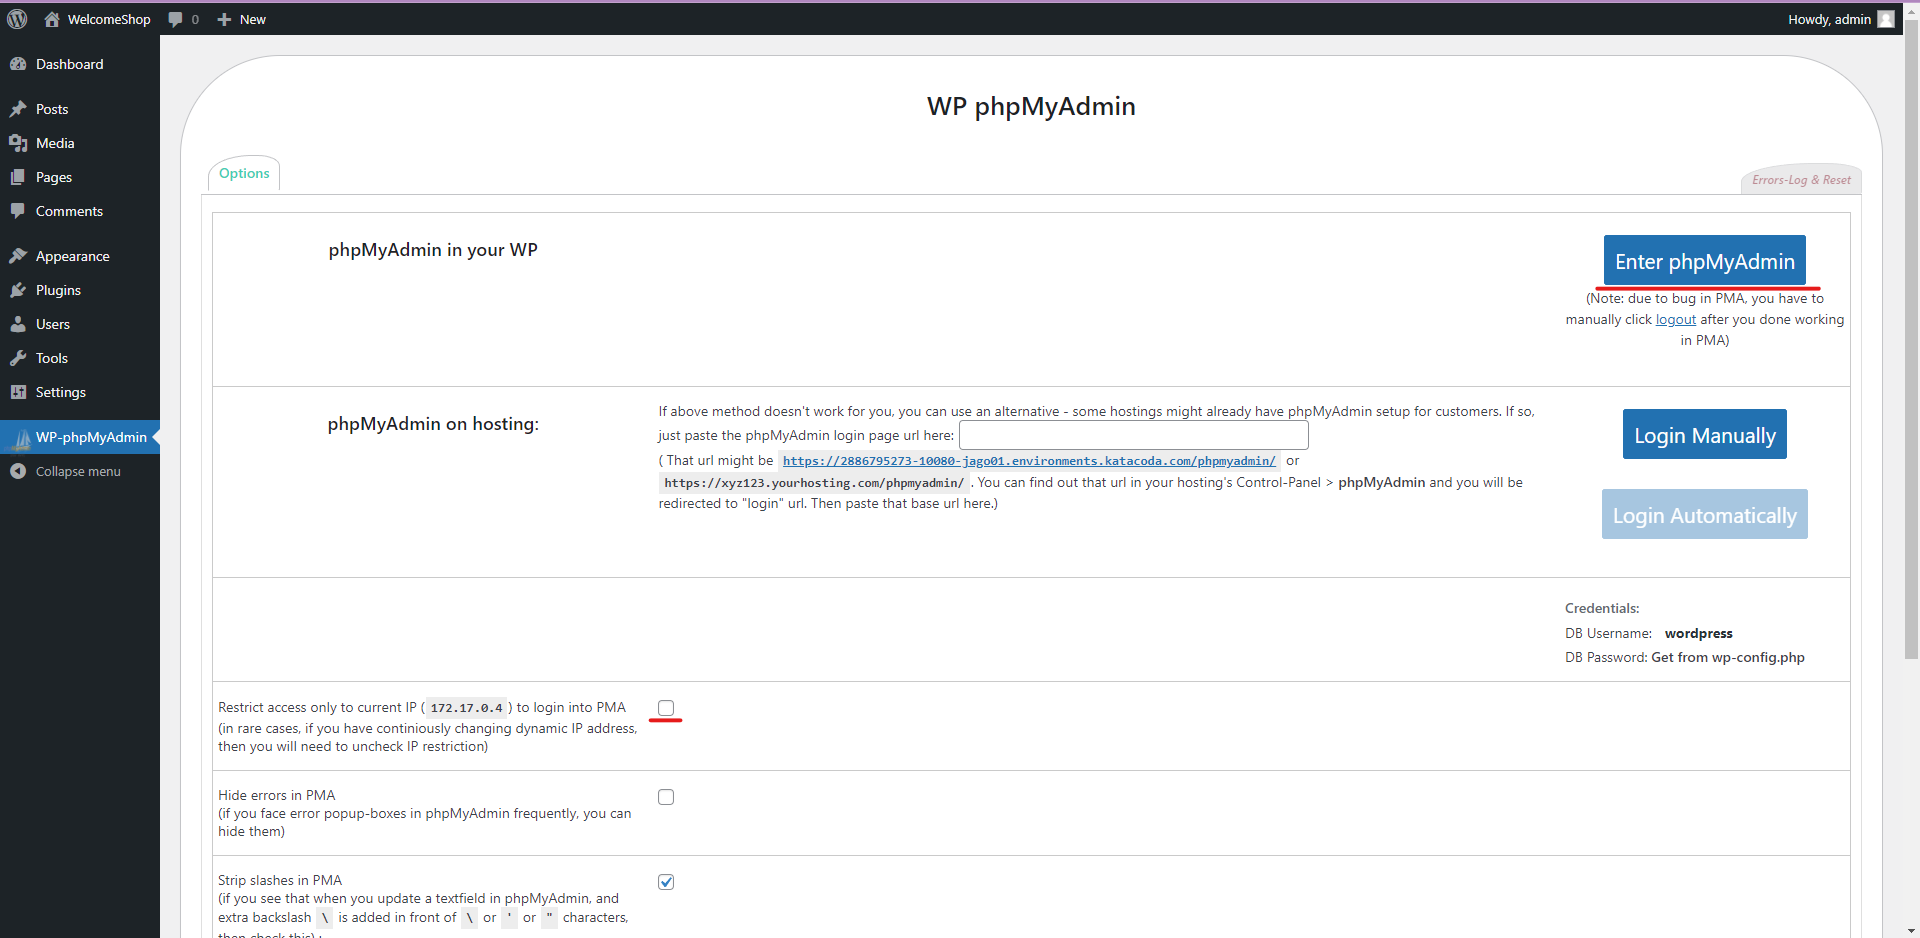 WelcomeShop 0 New
Howdy, admin
Dashboard
Posts
Media
Pages
Comments
Appearance
Plugins
Users
Tools
Settings
WP-phpMyAdmin
Collapse menu
WP phpMyAdmin
Options
Errors-Log & Reset
phpMyAdmin in your WP
Enter phpMyAdmin
(Note: due to bug in PMA, you have to
manually click logout after you done working
in PMA)
phpMyAdmin on hosting:
If above method doesn't work for you, you can use an alternative - some hostings might already have phpMyAdmin setup for customers. If so,
just paste the phpMyAdmin login page url here:
( That url might be https://2886795273-10080-jago01.environments.katacoda.com/phpmyadmin/ or
https://xyz123.yourhosting.com/phpmyadmin/ . You can find out that url in your hosting's Control-Panel > phpMyAdmin and you will be
redirected to "login" url. Then paste that base url here.)
Login Manually
Login Automatically
Credentials:
DB Username: wordpress
DB Password: Get from wp-config.php
Restrict access only to current IP ( 172.17.0.4 ) to login into PMA
(in rare cases, if you have continiously changing dynamic IP address,
then you will need to uncheck IP restriction)
Hide errors in PMA
(if you face error popup-boxes in phpMyAdmin frequently, you can
hide them)
Strip slashes in PMA
(if you see that when you update a textfield in phpMyAdmin, and
extra backslash \ is added in front of \ or ' or " characters,
then check this) :